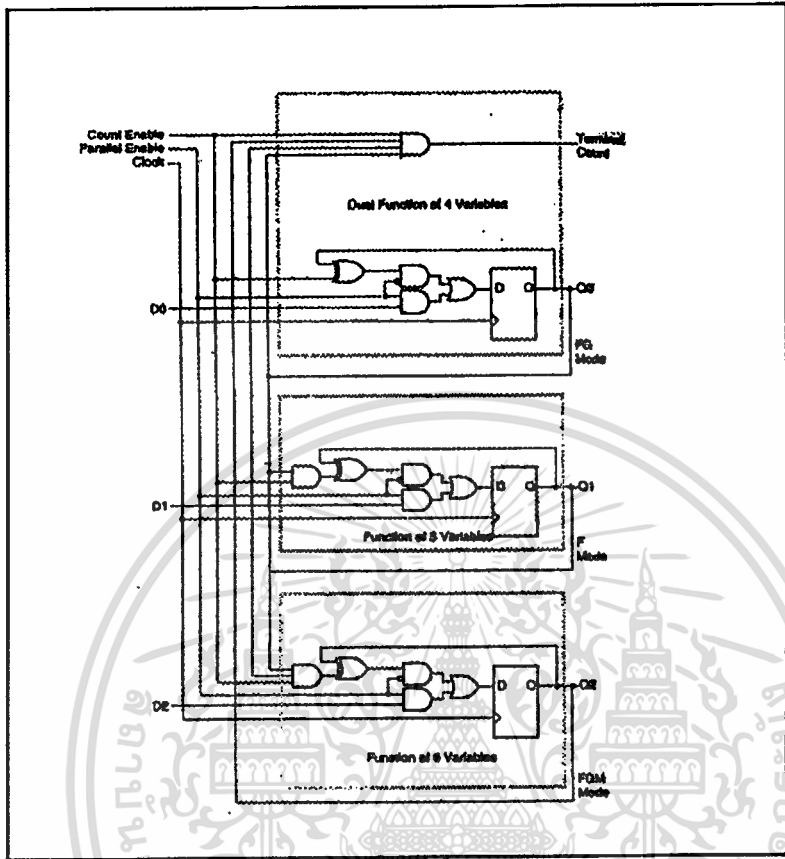 Count Enable
Parallel Enable
Clock
Terminal
Count
Dual Function of 4 Variables
D
Q
Q0
D0
FG
Mode
D
Q
Q1
D1
Function of 5 Variables
F
Mode
D
Q
Q2
D2
Function of 6 Variables
FGM
Mode